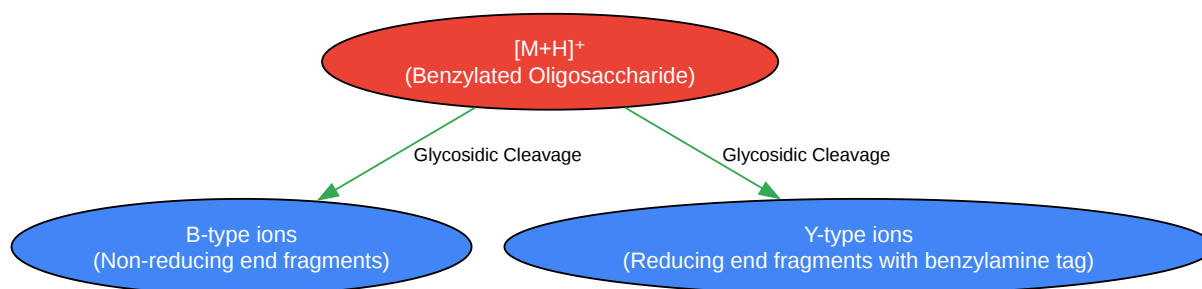 [M+H]⁺
(Benzylated Oligosaccharide)
Glycosidic Cleavage
Glycosidic Cleavage
B-type ions
(Non-reducing end fragments)
Y-type ions
(Reducing end fragments with benzylamine tag)